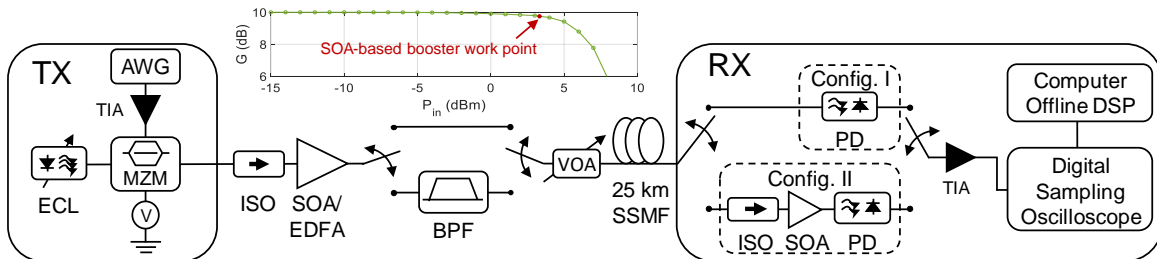 TX
AWG
TIA
ECL
MZM
V
G (dB)
10
8
6
SOA-based booster work point
-15
-10
-5
0
5
10
P_in (dBm)
ISO
SOA/
EDFA
BPF
VOA
25 km
SSMF
RX
Config. I
PD
Config. II
ISO
SOA
PD
TIA
Computer
Offline DSP
Digital
Sampling
Oscilloscope